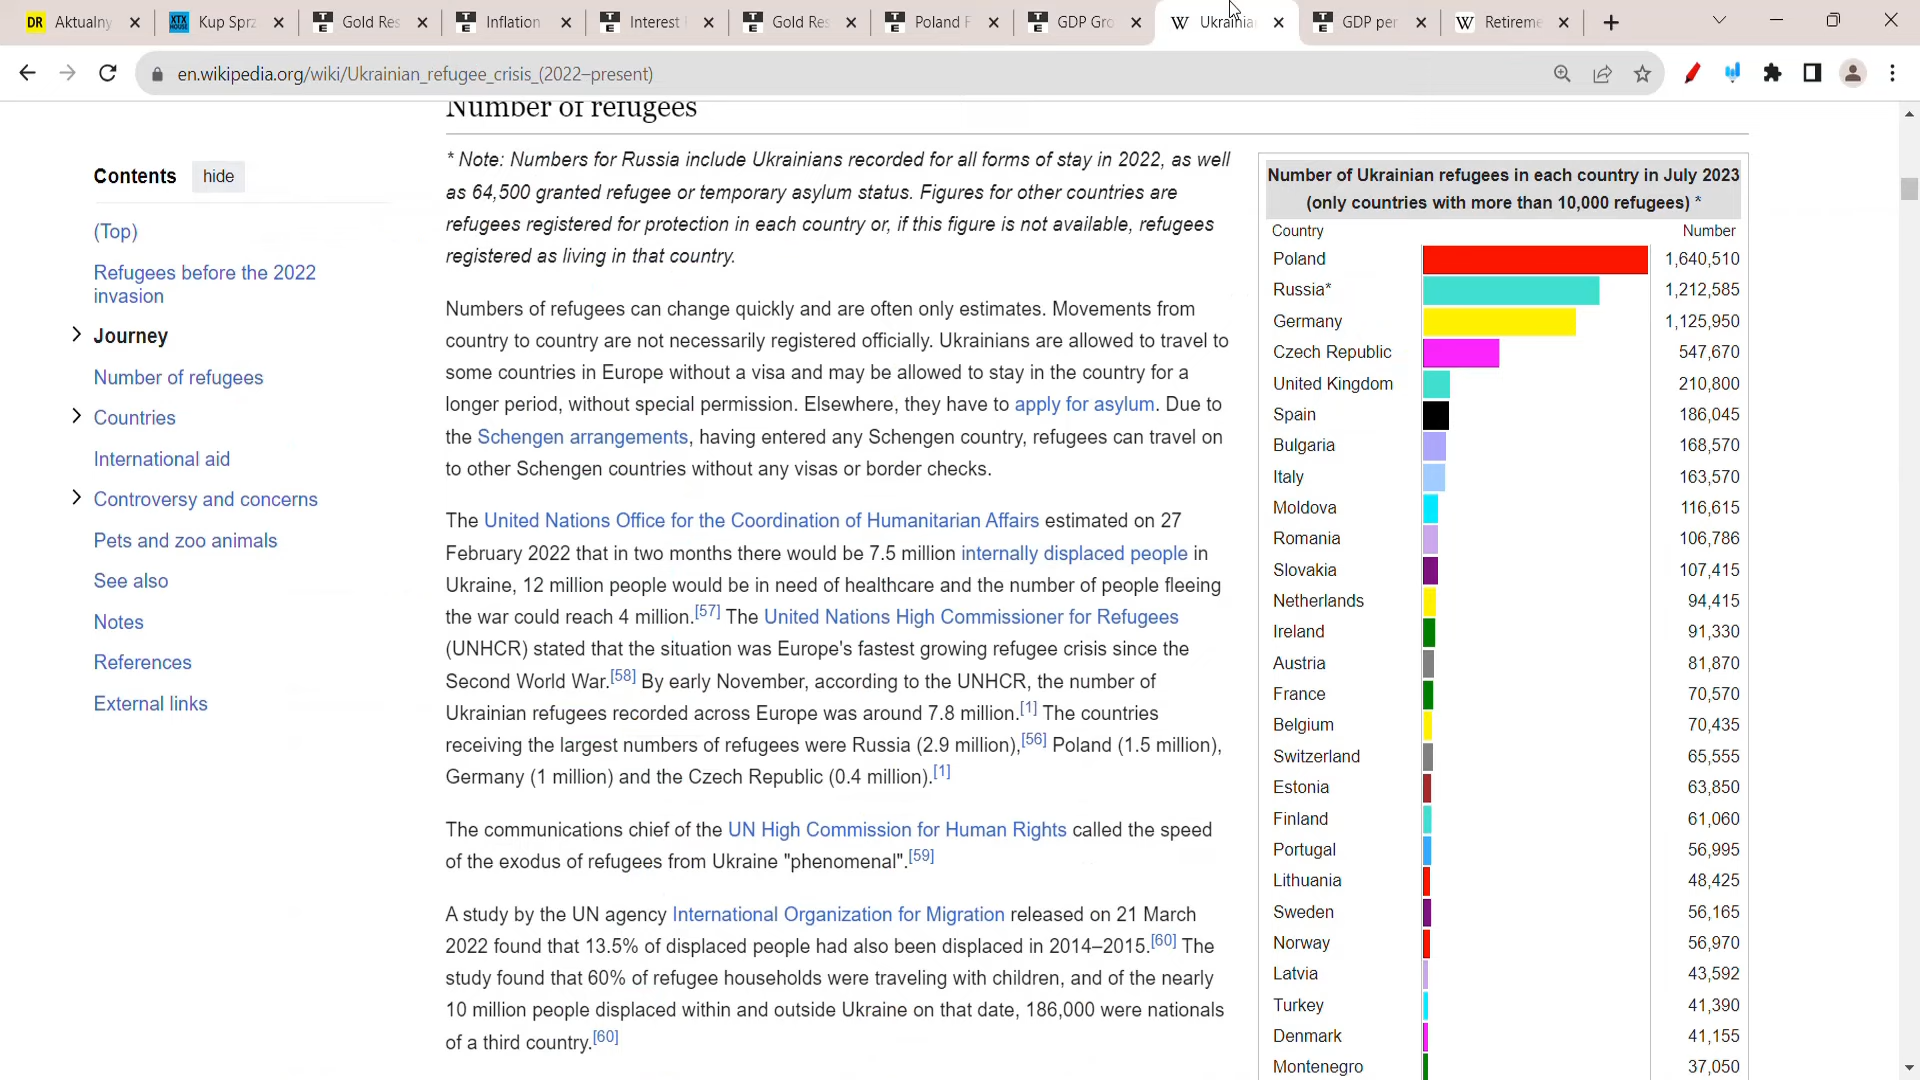 Aktualny
Kup Sprz
Gold Res
Inflation
Interest
Gold Res
Poland F
GDP Gro
Ukrainia
GDP per
Retireme
en.wikipedia.org/wiki/Ukrainian_refugee_crisis_(2022–present)
Contents hide
(Top)
Refugees before the 2022
invasion
Journey
Number of refugees
Countries
International aid
Controversy and concerns
Pets and zoo animals
See also
Notes
References
External links
Number of refugees
* Note: Numbers for Russia include Ukrainians recorded for all forms of stay in 2022, as well
as 64,500 granted refugee or temporary asylum status. Figures for other countries are
refugees registered for protection in each country or, if this figure is not available, refugees
registered as living in that country.
Numbers of refugees can change quickly and are often only estimates. Movements from
country to country are not necessarily registered officially. Ukrainians are allowed to travel to
some countries in Europe without a visa and may be allowed to stay in the country for a
longer period, without special permission. Elsewhere, they have to apply for asylum. Due to
the Schengen arrangements, having entered any Schengen country, refugees can travel on
to other Schengen countries without any visas or border checks.
The United Nations Office for the Coordination of Humanitarian Affairs estimated on 27
February 2022 that in two months there would be 7.5 million internally displaced people in
Ukraine, 12 million people would be in need of healthcare and the number of people fleeing
the war could reach 4 million.[57] The United Nations High Commissioner for Refugees
(UNHCR) stated that the situation was Europe's fastest growing refugee crisis since the
Second World War.[58] By early November, according to the UNHCR, the number of
Ukrainian refugees recorded across Europe was around 7.8 million.[1] The countries
receiving the largest numbers of refugees were Russia (2.9 million),[56] Poland (1.5 million),
Germany (1 million) and the Czech Republic (0.4 million).[1]
The communications chief of the UN High Commission for Human Rights called the speed
of the exodus of refugees from Ukraine "phenomenal".[59]
A study by the UN agency International Organization for Migration released on 21 March
2022 found that 13.5% of displaced people had also been displaced in 2014–2015.[60] The
study found that 60% of refugee households were traveling with children, and of the nearly
10 million people displaced within and outside Ukraine on that date, 186,000 were nationals
of a third country.[60]
Number of Ukrainian refugees in each country in July 2023
(only countries with more than 10,000 refugees) *
Country Number
Poland 1,640,510
Russia* 1,212,585
Germany 1,125,950
Czech Republic 547,670
United Kingdom 210,800
Spain 186,045
Bulgaria 168,570
Italy 163,570
Moldova 116,615
Romania 106,786
Slovakia 107,415
Netherlands 94,415
Ireland 91,330
Austria 81,870
France 70,570
Belgium 70,435
Switzerland 65,555
Estonia 63,850
Finland 61,060
Portugal 56,995
Lithuania 48,425
Sweden 56,165
Norway 56,970
Latvia 43,592
Turkey 41,390
Denmark 41,155
Montenegro 37,050